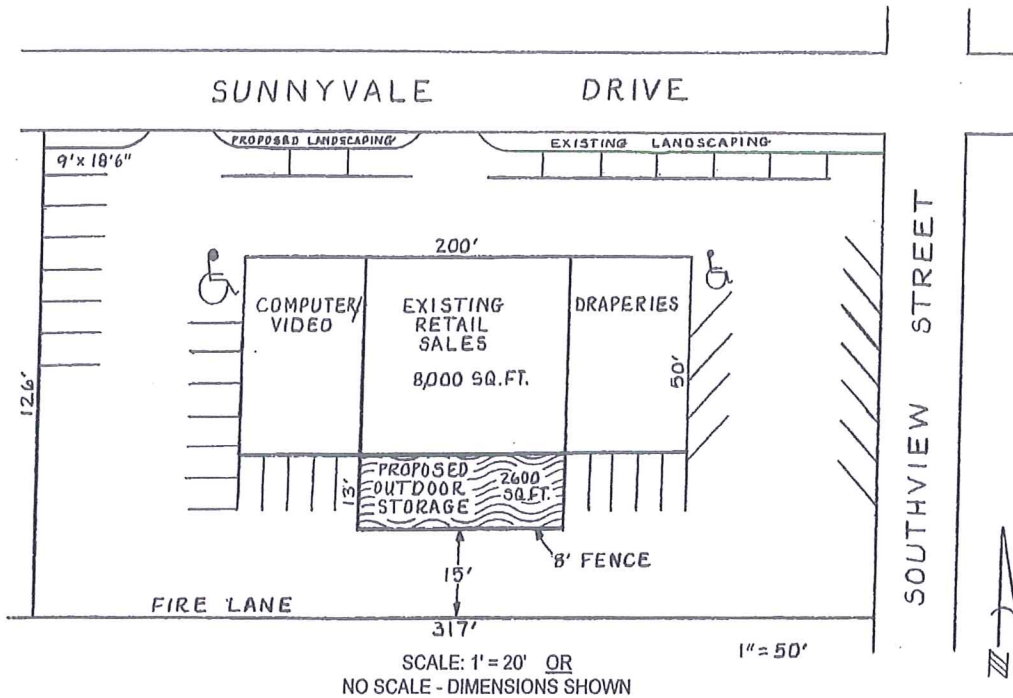 SUNNYVALE DRIVE
PROPOSED LANDSCAPING
EXISTING LANDSCAPING
9'x18'6"
200'
COMPUTER/
VIDEO
EXISTING
RETAIL
SALES
8,000 SQ.FT.
DRAPERIES
50'
126'
PROPOSED
OUTDOOR
STORAGE
2600
SQ.FT.
13'
8' FENCE
15'
FIRE LANE
317'
1"=50'
SOUTHVIEW STREET
N
SCALE: 1' = 20' OR
NO SCALE - DIMENSIONS SHOWN